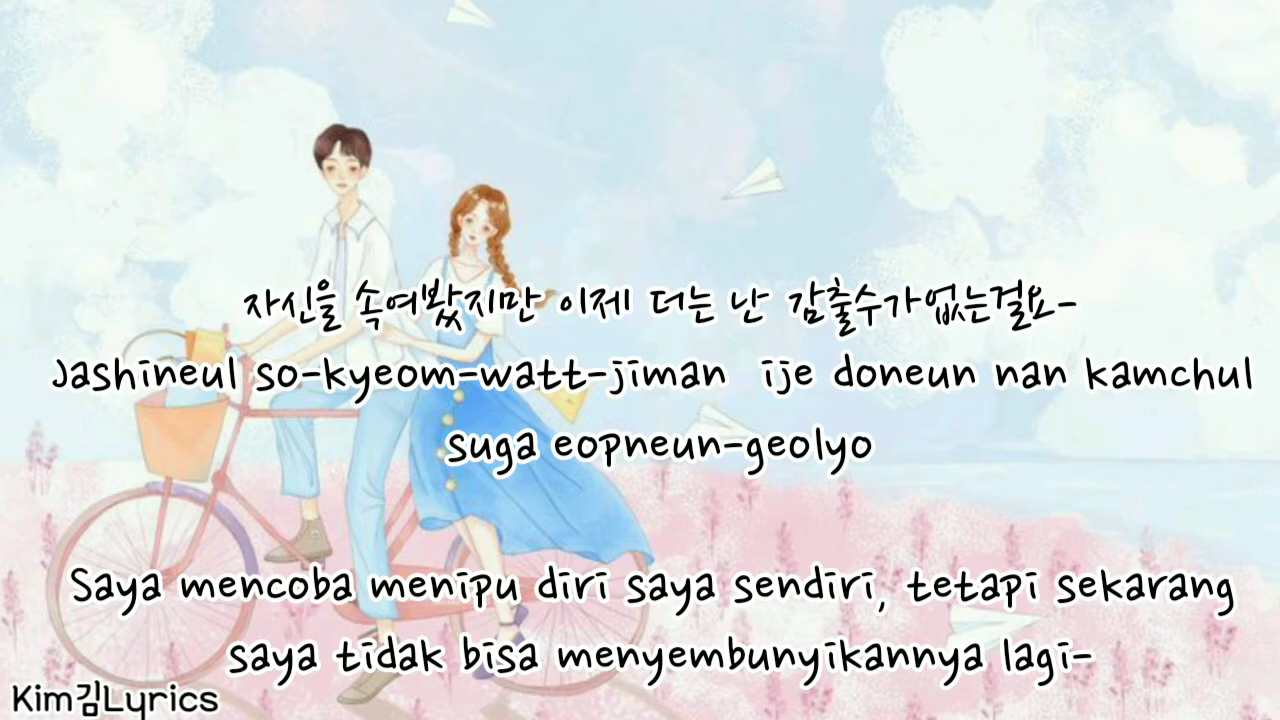 자신을 속여봤지만 이제 더는 난 감출수가없는걸요-
Jashineul so-kyeom-watt-jiman ije doneun nan kamchul
suga eopneun-geolyo
Saya mencoba menipu diri saya sendiri, tetapi sekarang
saya tidak bisa menyembunyikannya lagi-
Kim김Lyrics